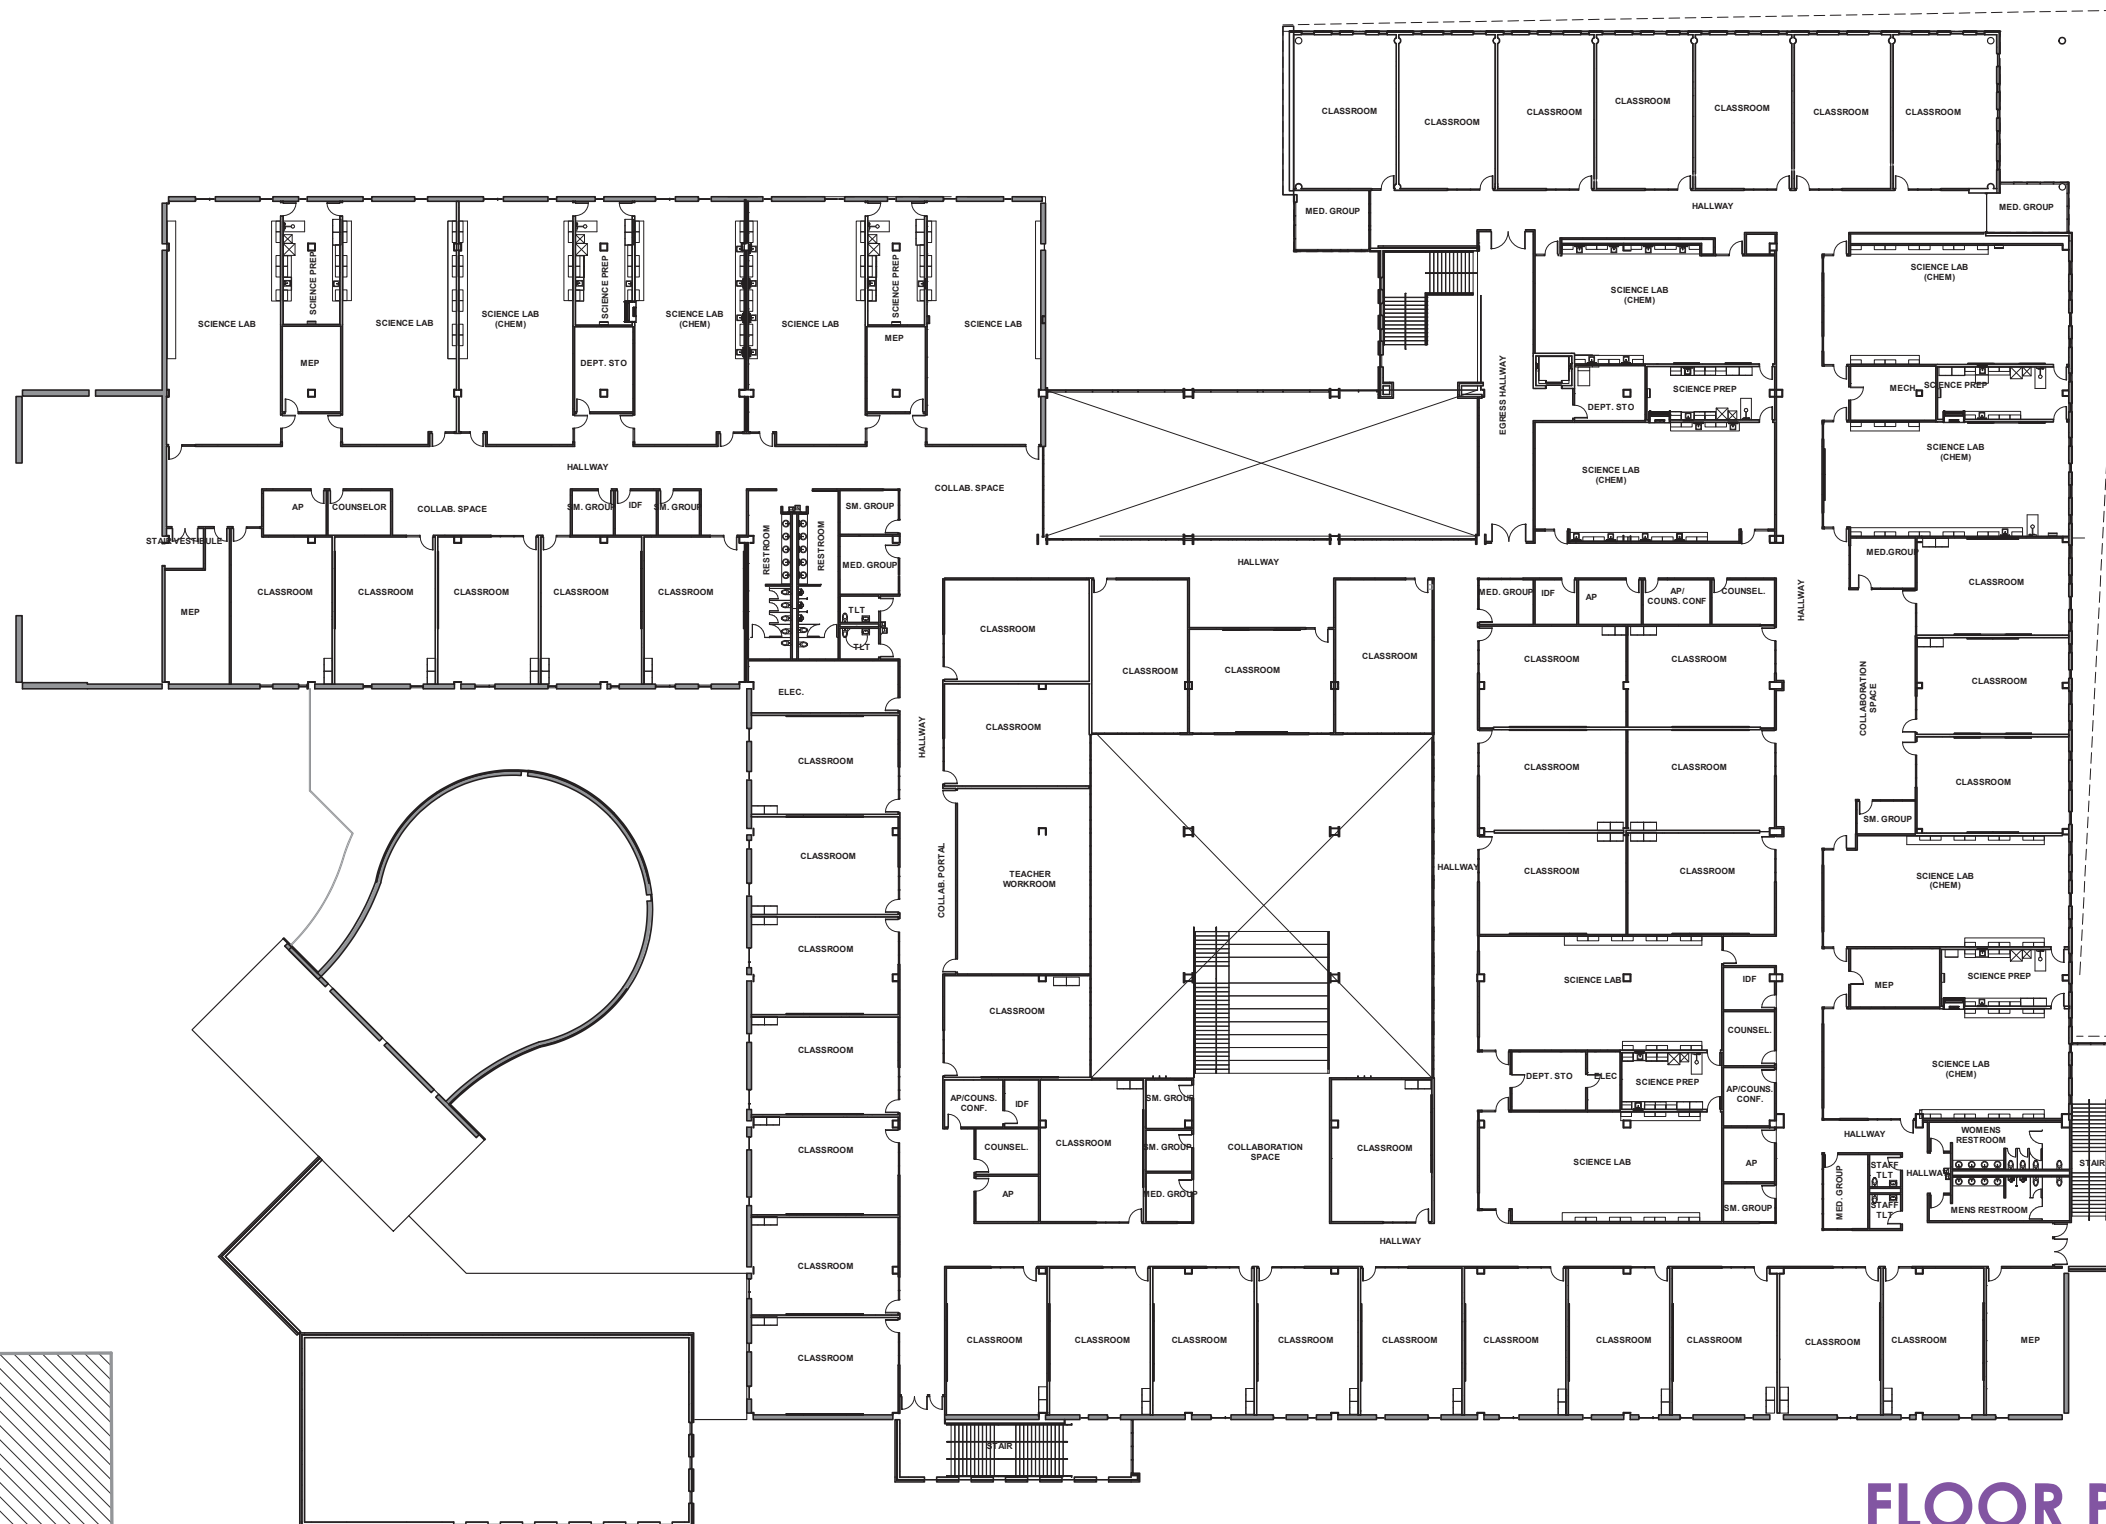 CLASSROOM
CLASSROOM
CLASSROOM
CLASSROOM
CLASSROOM
CLASSROOM
CLASSROOM
MED. GROUP
HALLWAY
MED. GROUP
SCIENCE LAB
SCIENCE PREP
SCIENCE LAB
SCIENCE LAB
(CHEM)
SCIENCE PREP
SCIENCE LAB
(CHEM)
SCIENCE LAB
SCIENCE PREP
SCIENCE LAB
MEP
DEPT. STO
MEP
EGRESS HALLWAY
SCIENCE LAB
(CHEM)
SCIENCE LAB
(CHEM)
SCIENCE PREP
DEPT. STO
MECH
SCIENCE PREP
SCIENCE LAB
(CHEM)
SCIENCE LAB
(CHEM)
HALLWAY
COLLAB. SPACE
AP
COUNSELOR
COLLAB. SPACE
SM. GROUP
IDF
SM. GROUP
RESTROOM
RESTROOM
SM. GROUP
MED. GROUP
TLT
TLT
STAIR VESTIBULE
MEP
CLASSROOM
CLASSROOM
CLASSROOM
CLASSROOM
CLASSROOM
ELEC.
HALLWAY
MED. GROUP
IDF
AP
AP/
COUNS. CONF
COUNSEL.
HALLWAY
MED.GROUP
CLASSROOM
CLASSROOM
CLASSROOM
COLLABORATION
SPACE
SM. GROUP
CLASSROOM
CLASSROOM
CLASSROOM
CLASSROOM
CLASSROOM
CLASSROOM
CLASSROOM
CLASSROOM
CLASSROOM
CLASSROOM
CLASSROOM
HALLWAY
CLASSROOM
CLASSROOM
CLASSROOM
CLASSROOM
CLASSROOM
CLASSROOM
CLASSROOM
COLLAB. PORTAL
TEACHER
WORKROOM
CLASSROOM
HALLWAY
SCIENCE LAB
(CHEM)
SCIENCE LAB
IDF
COUNSEL.
MEP
SCIENCE PREP
DEPT. STO
ELEC
SCIENCE PREP
AP/COUNS.
CONF.
SCIENCE LAB
(CHEM)
AP/COUNS.
CONF.
IDF
COUNSEL.
AP
CLASSROOM
SM. GROUP
SM. GROUP
MED. GROUP
COLLABORATION
SPACE
CLASSROOM
SCIENCE LAB
AP
SM. GROUP
HALLWAY
WOMENS
RESTROOM
HALLWAY
MED. GROUP
STAFF
TLT
STAFF
TLT
MENS RESTROOM
STAIR
HALLWAY
CLASSROOM
CLASSROOM
CLASSROOM
CLASSROOM
CLASSROOM
CLASSROOM
CLASSROOM
CLASSROOM
CLASSROOM
CLASSROOM
MEP
STAIR
FLOOR P